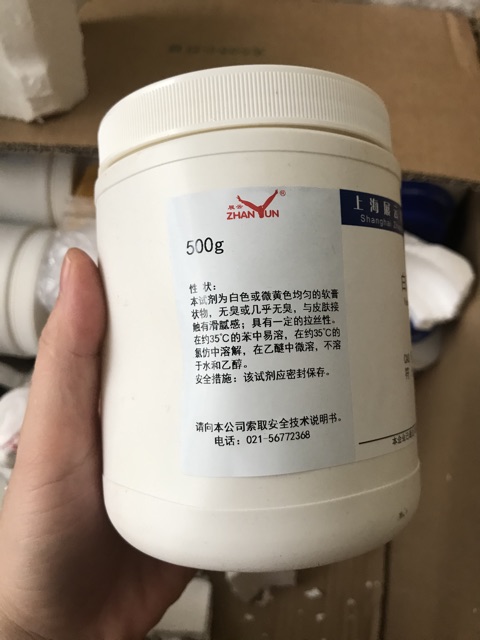 展云
ZHANYUN®
500g
性 状：
本试剂为白色或微黄色均匀的软膏
状物，无臭或几乎无臭，与皮肤接
触有滑腻感；具有一定的拉丝性。
在约35℃的苯中易溶，在约35℃的
氯仿中溶解，在乙醚中微溶，不溶
于水和乙醇。
安全措施：该试剂应密封保存。
请向本公司索取安全技术说明书。
电话：021-56772368
上海
Shanghai